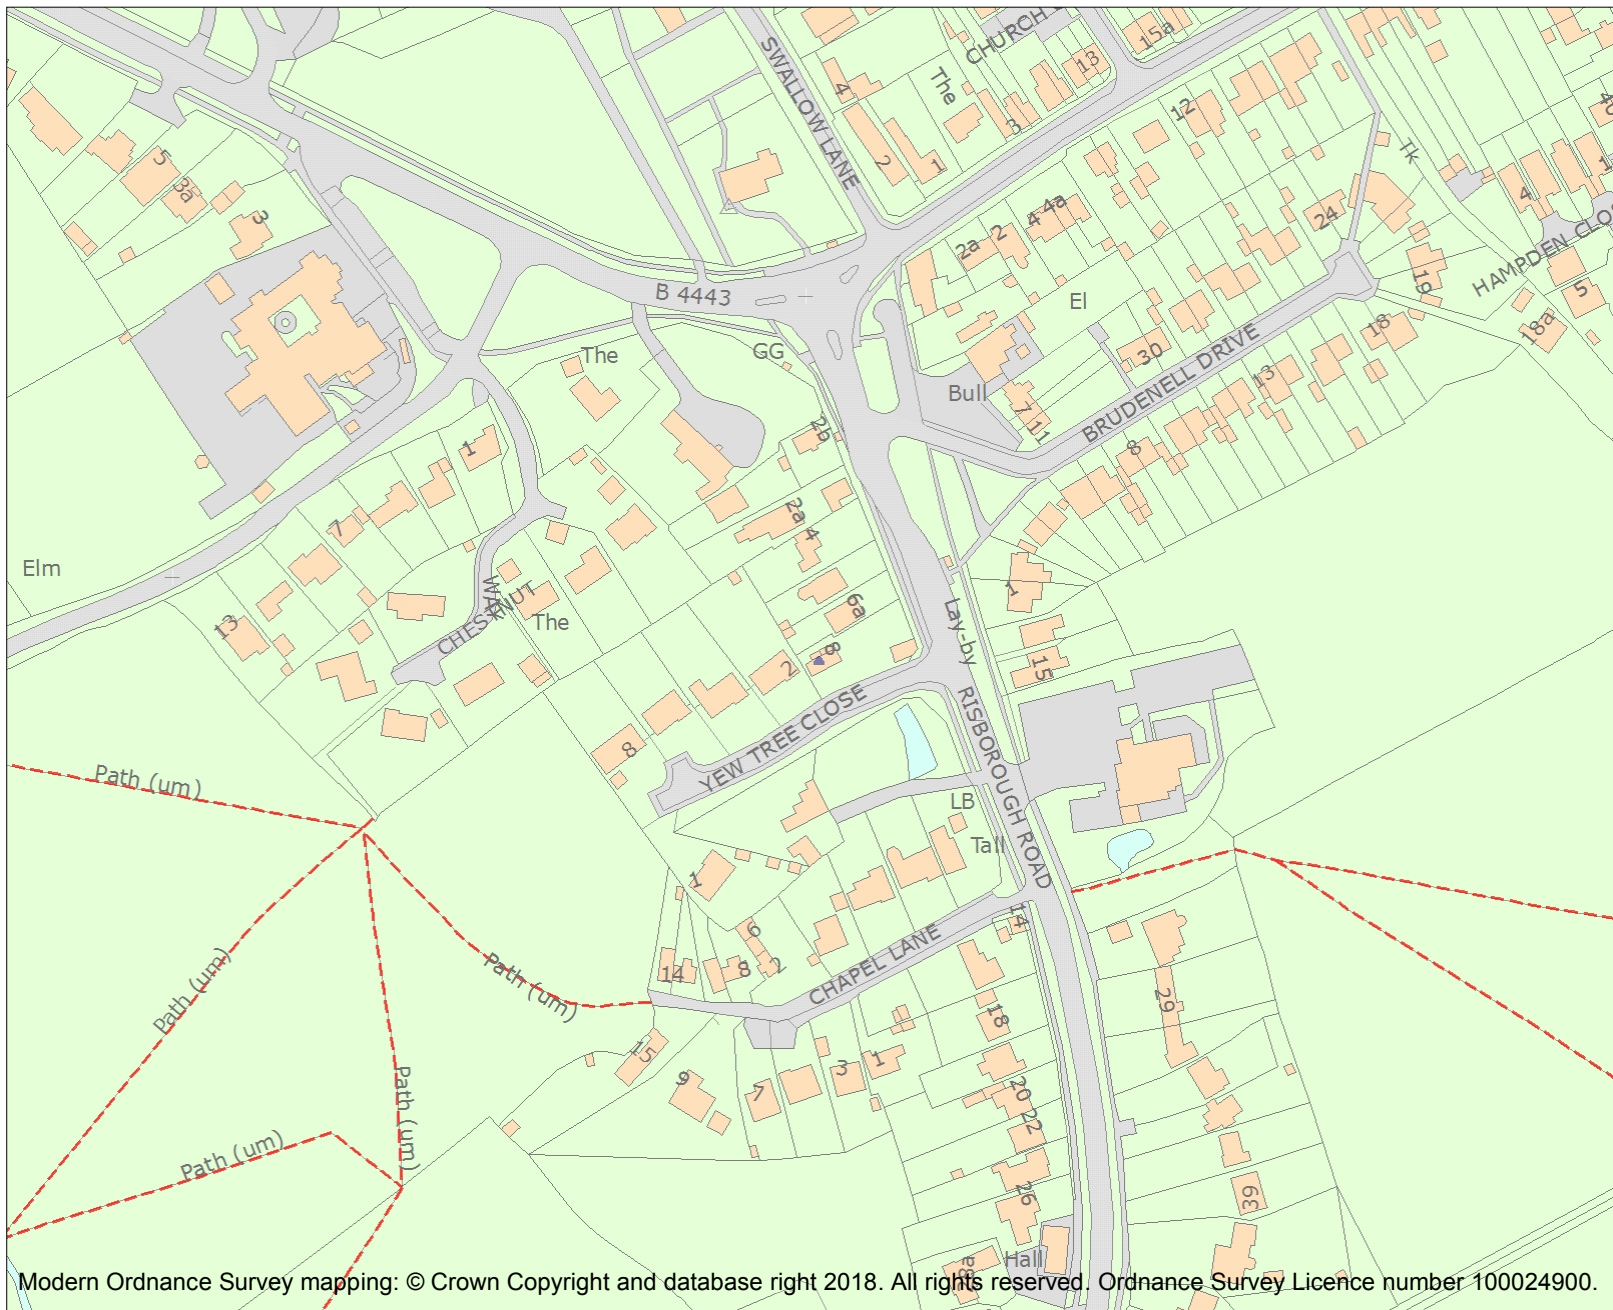 SWALLOW LANE
CHURCH
15a
13
The
4
3
2
1
12
Tk
4
5
3a
3
2a
2
4 4a
24
HAMPDEN CLO
19
5
18a
18
B 4443
El
GG
The
30
Bull
BRUDENELL DRIVE
13
7
11
8
2b
1
7
2a
4
Elm
WAY
CHESTNUT
The
13
6a
8
2
1
Lay-by
15
8
YEW TREE CLOSE
RISBOROUGH ROAD
Path (um)
LB
Tall
1
14
6
2
8
14
CHAPEL LANE
Path (um)
Path (um)
29
18
15
9
7
3
1
20
22
Path (um)
Path (um)
26
39
Hall
Modern Ordnance Survey mapping: © Crown Copyright and database right 2018. All rights reserved. Ordnance Survey Licence number 100024900.